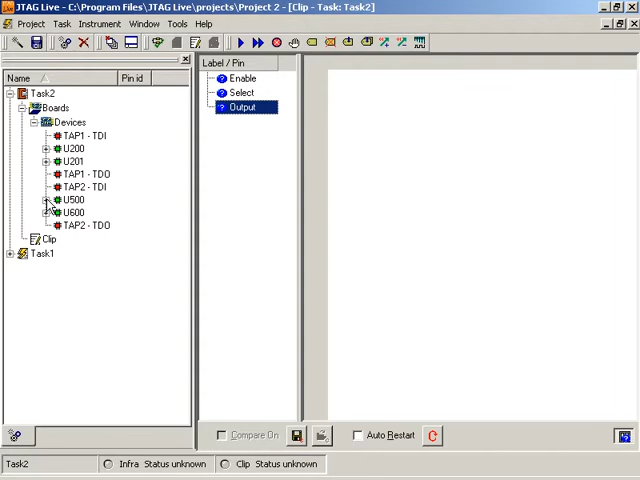 JTAG Live - C:\Program Files\JTAG Live\projects\Project 2 - [Clip - Task: Task2]
Project Task Instrument Window Tools Help
Name Pin id
Task2
Boards
Devices
TAP1 - TDI
U200
U201
TAP1 - TDO
TAP2 - TDI
U500
U600
TAP2 - TDO
Clip
Task1
Label / Pin
Enable
Select
Output
Compare On
Auto Restart
Task2
Infra Status unknown
Clip Status unknown